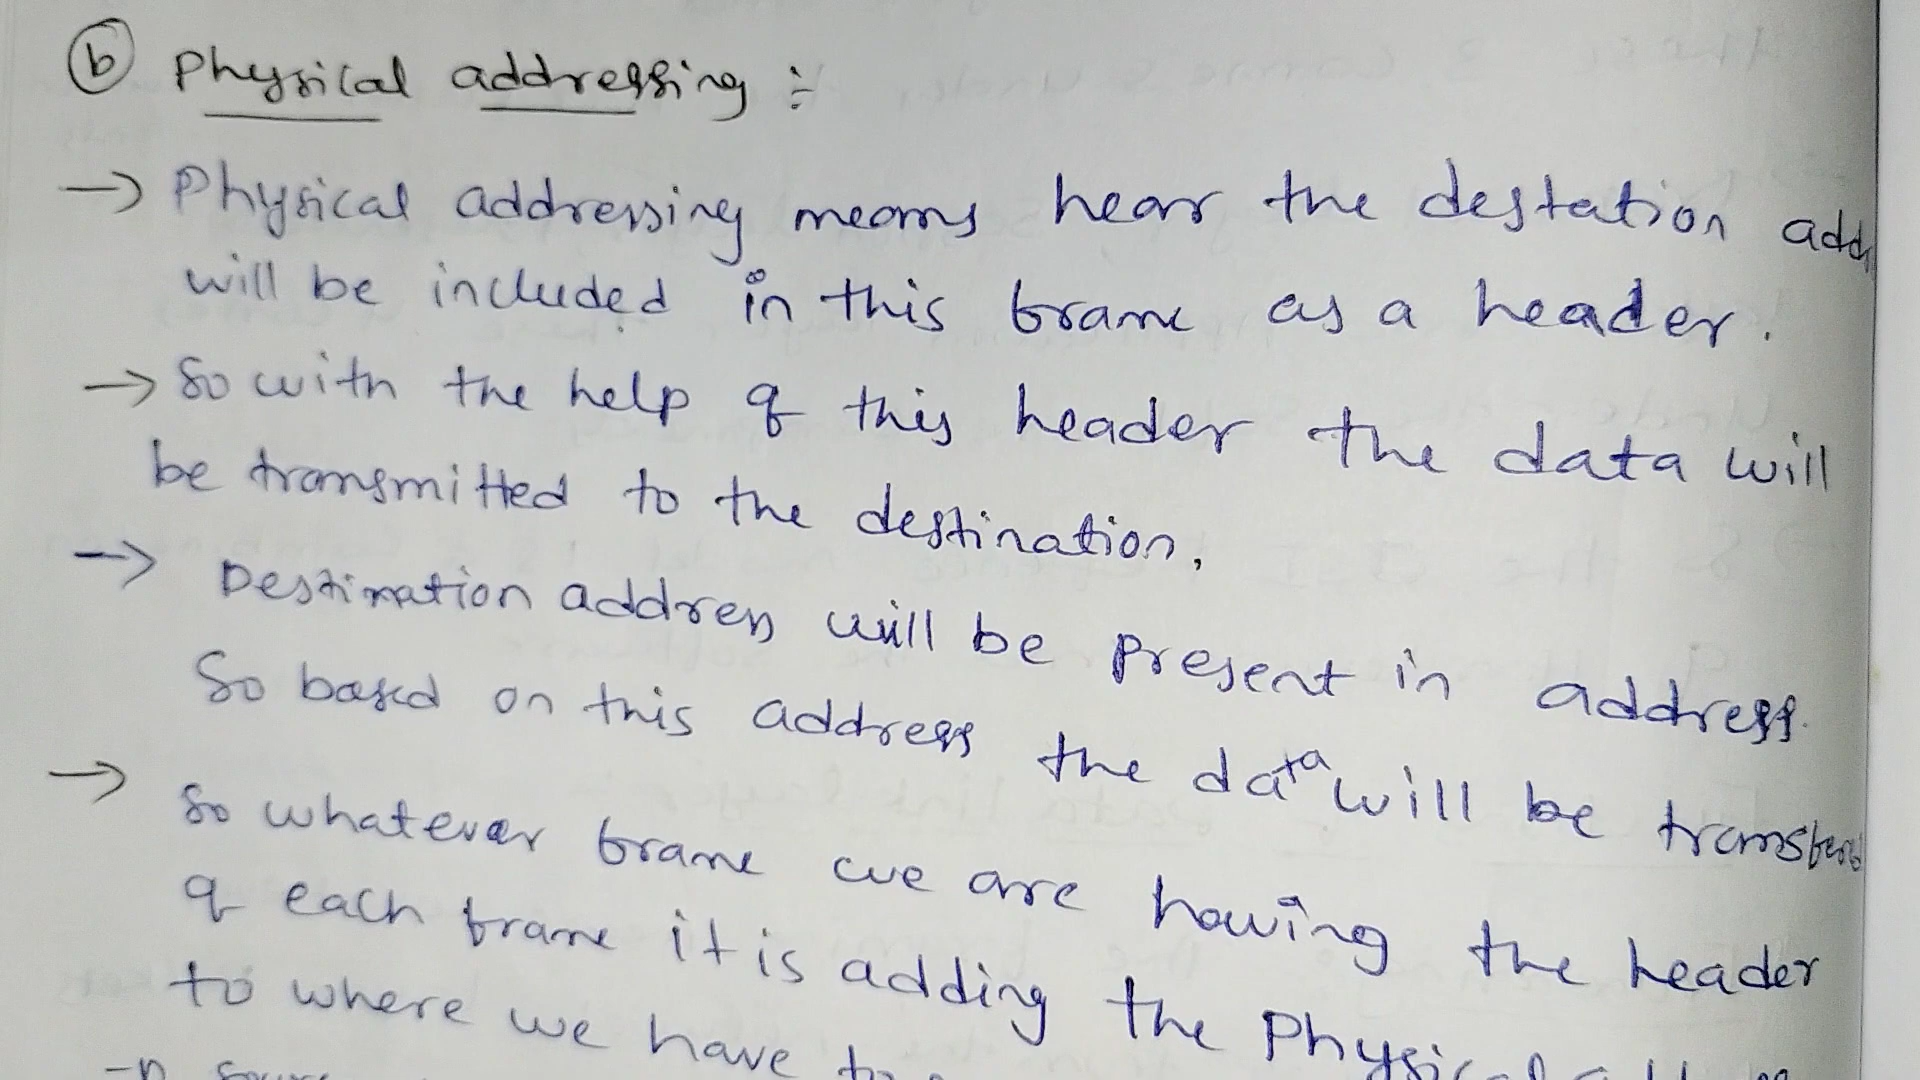 b Physical addressing :-
→ Physical addressing means hear the destation add
will be included in this frame as a header.
→ So with the help of this header the data will
be transmitted to the destination.
→ Destination address will be present in address.
So based on this address the data will be
→ So whatever frame we are having the header
of each frame it is adding the Physical
to where we have to